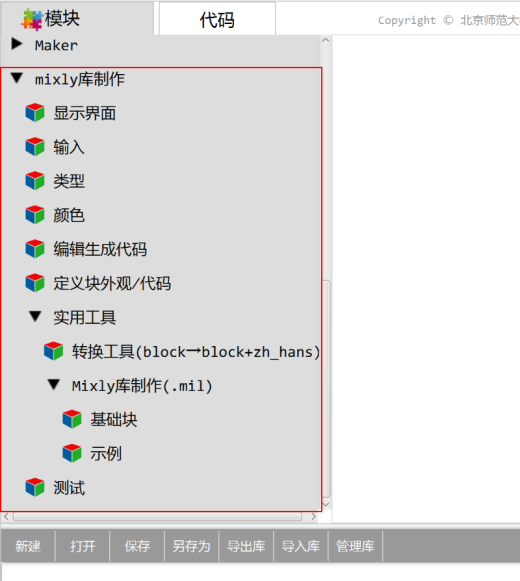 模块
代码
Copyright © 北京师范大
Maker
mixly库制作
显示界面
输入
类型
颜色
编辑生成代码
定义块外观/代码
实用工具
转换工具(block→block+zh_hans)
Mixly库制作(.mil)
基础块
示例
测试
新建 打开 保存 另存为 导出库 导入库 管理库